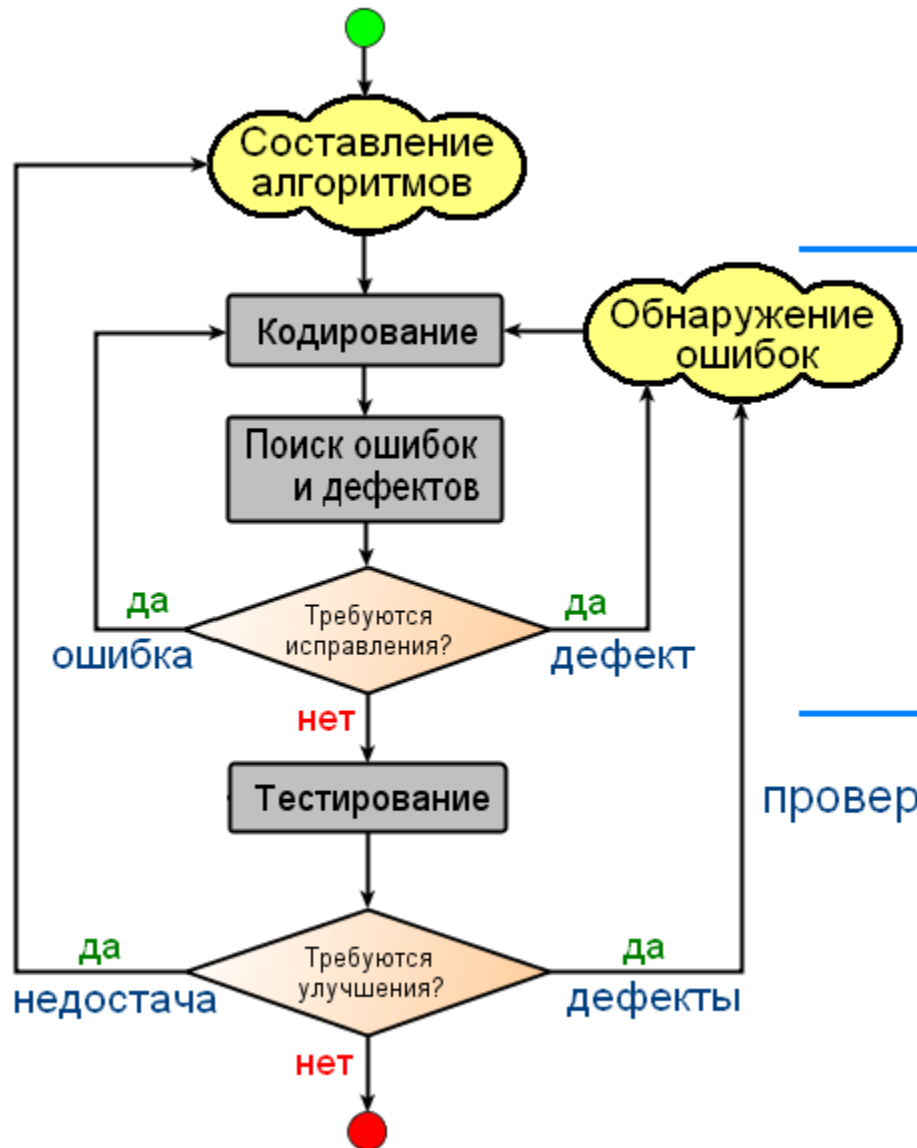 Составление
алгоритмов
Кодирование
Обнаружение
ошибок
Поиск ошибок
и дефектов
Требуются
исправления?
да
ошибка
да
дефект
нет
Тестирование
провер
Требуются
улучшения?
да
недостача
да
дефекты
нет